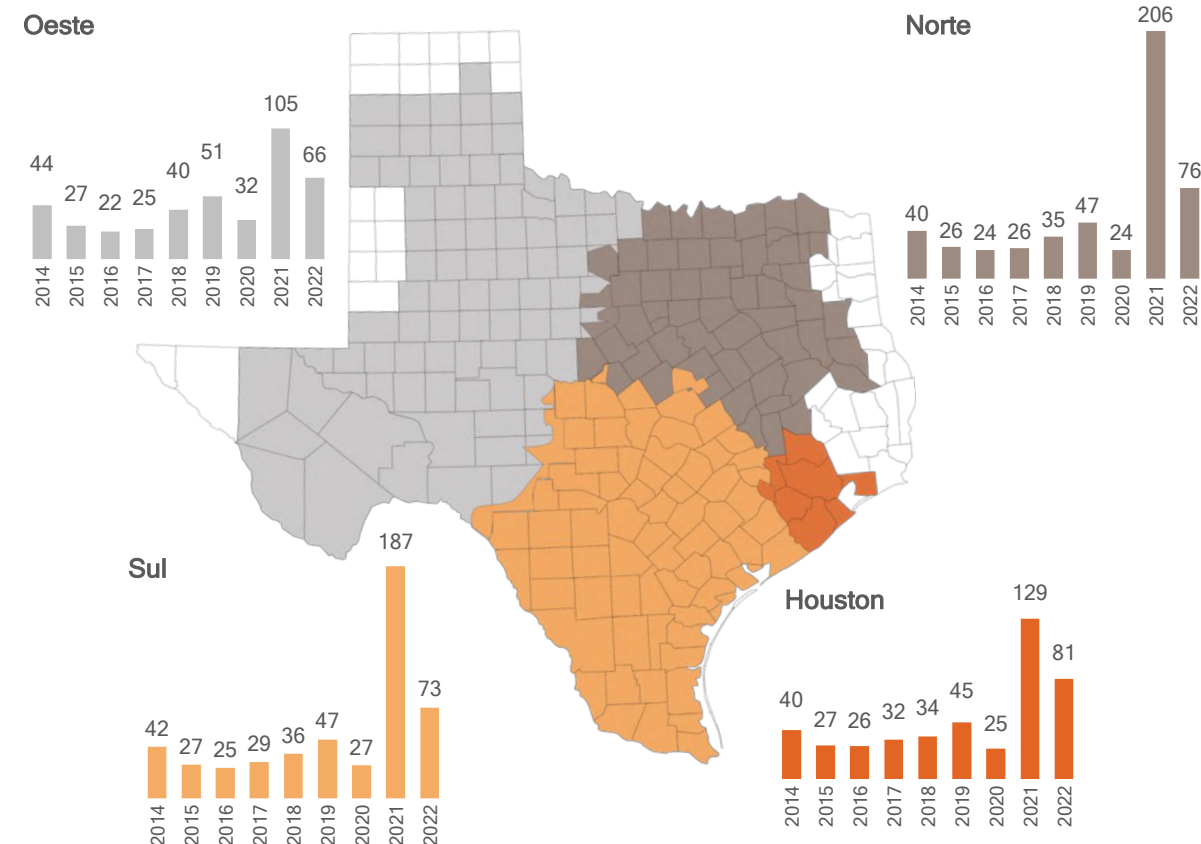 Oeste
44 27 22 25 40 51 32 105 66
2014 2015 2016 2017 2018 2019 2020 2021 2022
Norte
40 26 24 26 35 47 24 206 76
2014 2015 2016 2017 2018 2019 2020 2021 2022
Sul
42 27 25 29 36 47 27 187 73
2014 2015 2016 2017 2018 2019 2020 2021 2022
Houston
40 27 26 32 34 45 25 129 81
2014 2015 2016 2017 2018 2019 2020 2021 2022